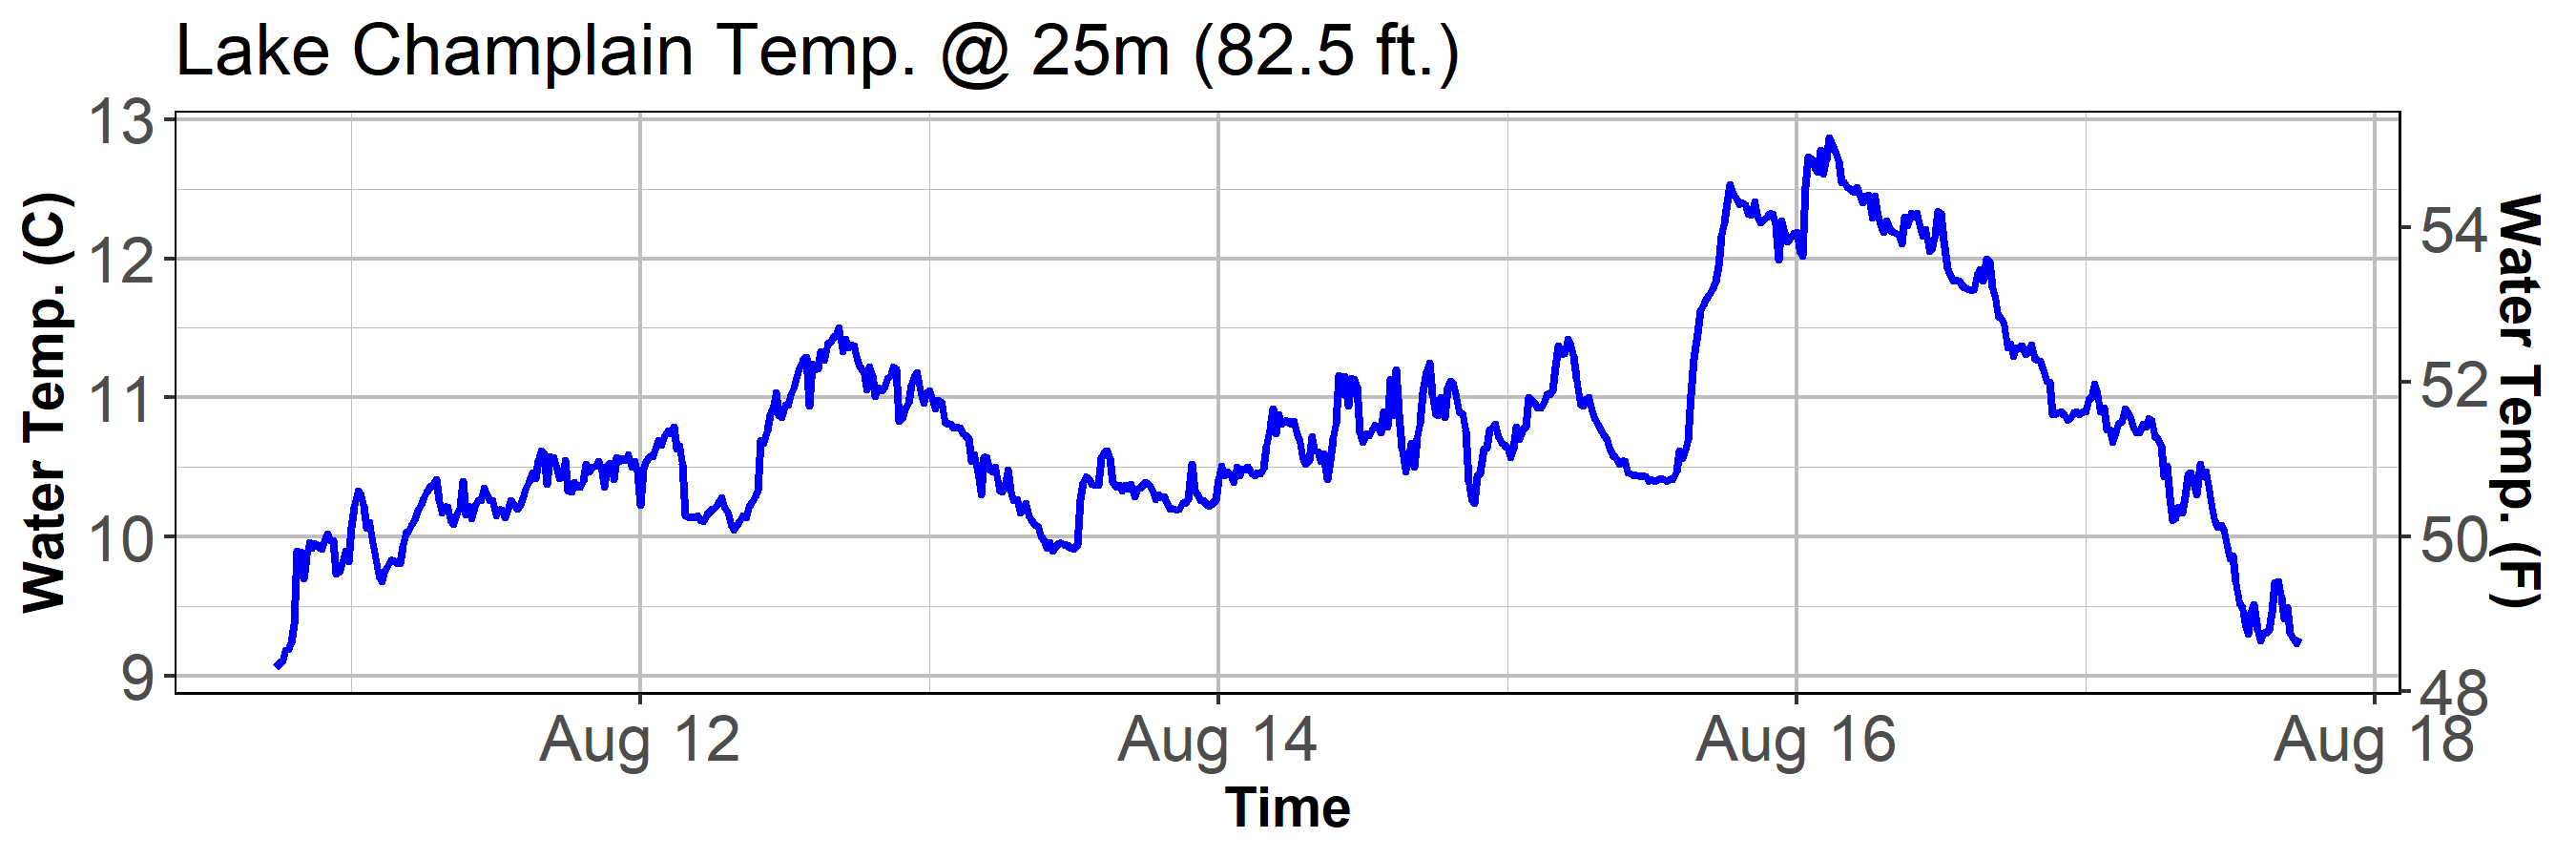 Lake Champlain Temp. @ 25m (82.5 ft.)
Water Temp. (C)
13
12
11
10
9
54
52
50
48
Water Temp. (F)
Aug 12
Aug 14
Aug 16
Aug 18
Time